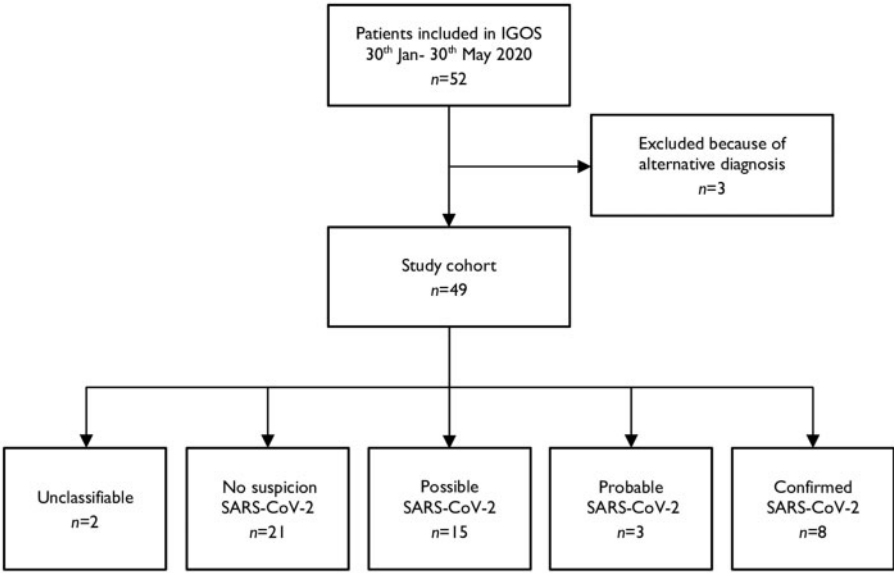 Patients included in IGOS
30th Jan- 30th May 2020
n=52
Excluded because of
alternative diagnosis
n=3
Study cohort
n=49
Unclassifiable
n=2
No suspicion
SARS-CoV-2
n=21
Possible
SARS-CoV-2
n=15
Probable
SARS-CoV-2
n=3
Confirmed
SARS-CoV-2
n=8